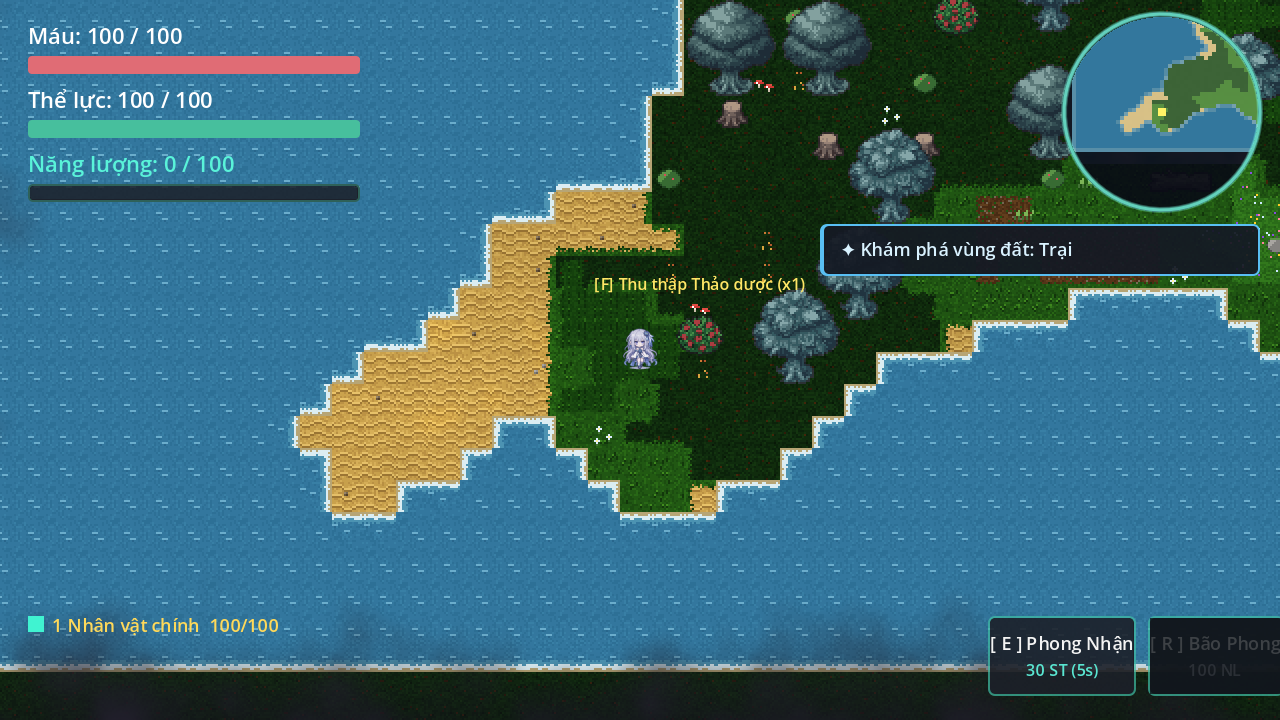 Máu: 100 / 100
Thể lực: 100 / 100
Năng lượng: 0 / 100
✦ Khám phá vùng đất: Trại
[F] Thu thập Thảo dược (x1)
1 Nhân vật chính 100/100
[ E ] Phong Nhận
30 ST (5s)
[ R ] Bão Phong
100 NL